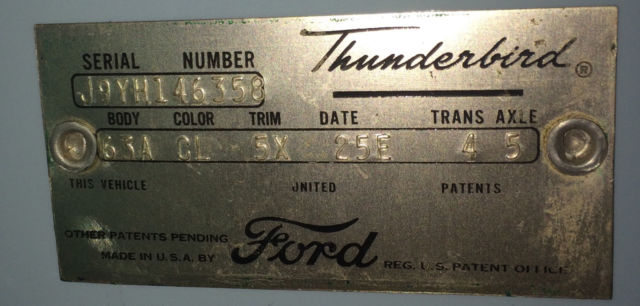 SERIAL NUMBER Thunderbird®
J9YH146358
BODY COLOR TRIM DATE TRANS AXLE
63A CL 5X 25E 4 5
THIS VEHICLE UNITED PATENTS
OTHER PATENTS PENDING
MADE IN U.S.A. BY Ford REG. U.S. PATENT OFFICE